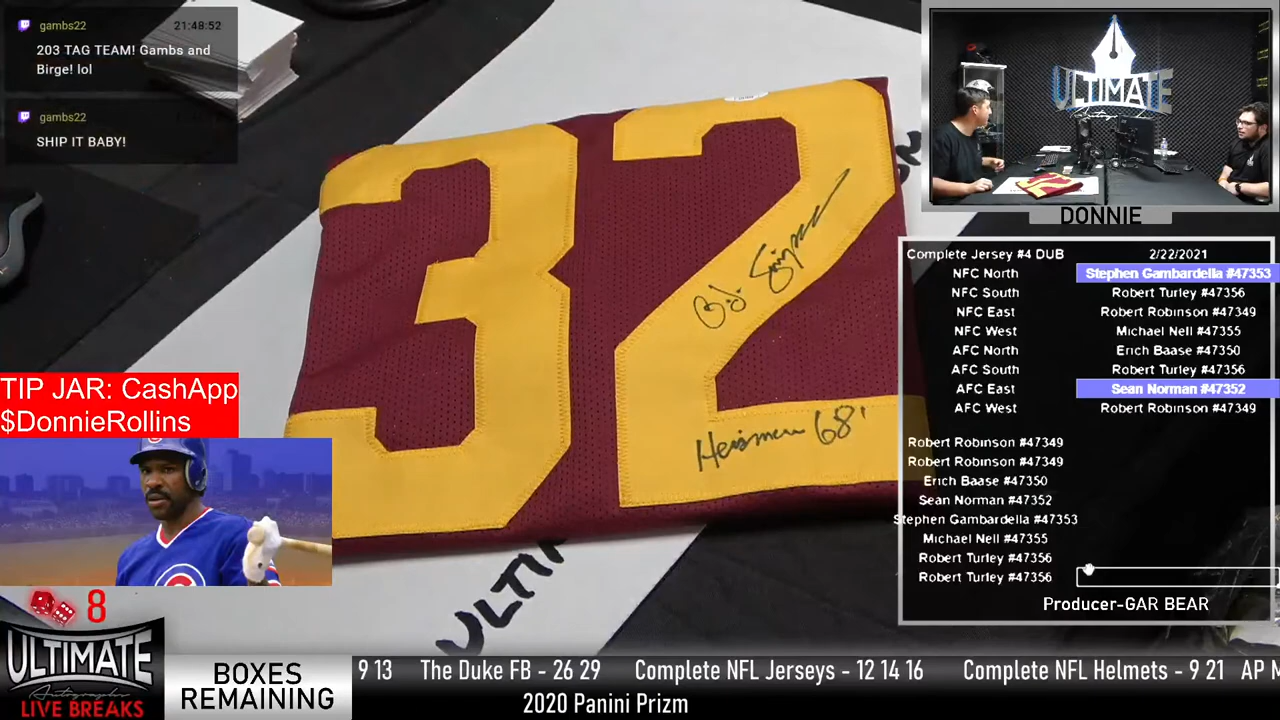 gambs22 21:48:52
203 TAG TEAM! Gambs and
Birge! lol
gambs22
SHIP IT BABY!
32
O.J. Simpson
Heisman 68'
ULTIMATE
DONNIE
Complete Jersey #4 DUB 2/22/2021
NFC North Stephen Gambardella #47353
NFC South Robert Turley #47356
NFC East Robert Robinson #47349
NFC West Michael Nell #47355
AFC North Erich Baase #47350
AFC South Robert Turley #47356
AFC East Sean Norman #47352
AFC West Robert Robinson #47349
Robert Robinson #47349
Robert Robinson #47349
Erich Baase #47350
Sean Norman #47352
Stephen Gambardella #47353
Michael Nell #47355
Robert Turley #47356
Robert Turley #47356
Producer-GAR BEAR
TIP JAR: CashApp
$DonnieRollins
ULTI
8
ULTIMATE
Autographs
LIVE BREAKS
BOXES
REMAINING
9 13 The Duke FB - 26 29 Complete NFL Jerseys - 12 14 16 Complete NFL Helmets - 9 21 AP M
2020 Panini Prizm